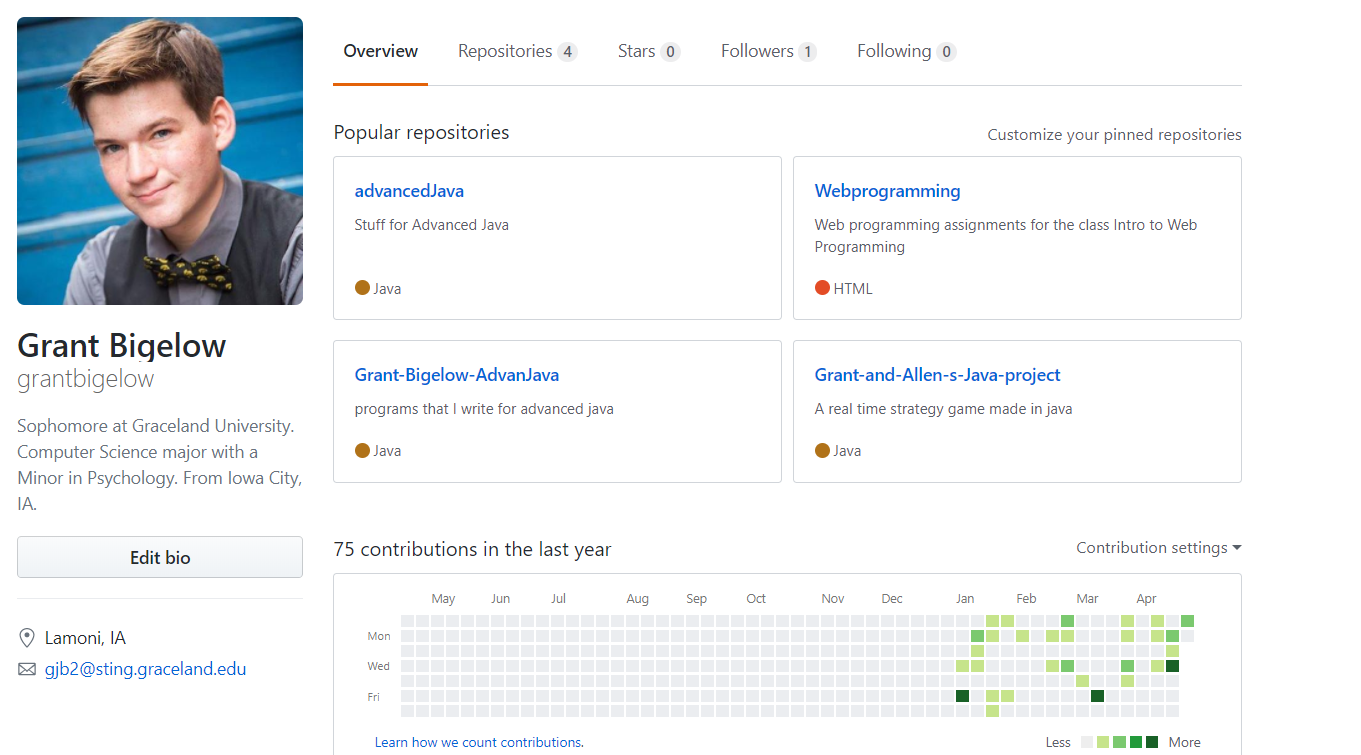 Overview Repositories 4 Stars 0 Followers 1 Following 0
Popular repositories
Customize your pinned repositories
advancedJava
Stuff for Advanced Java
Java
Webprogramming
Web programming assignments for the class Intro to Web
Programming
HTML
Grant-Bigelow-AdvanJava
programs that I write for advanced java
Java
Grant-and-Allen-s-Java-project
A real time strategy game made in java
Java
Grant Bigelow
grantbigelow
Sophomore at Graceland University.
Computer Science major with a
Minor in Psychology. From Iowa City,
IA.
Edit bio
Lamoni, IA
gjb2@sting.graceland.edu
75 contributions in the last year
Contribution settings
May Jun Jul Aug Sep Oct Nov Dec Jan Feb Mar Apr
Mon
Wed
Fri
Learn how we count contributions.
Less More